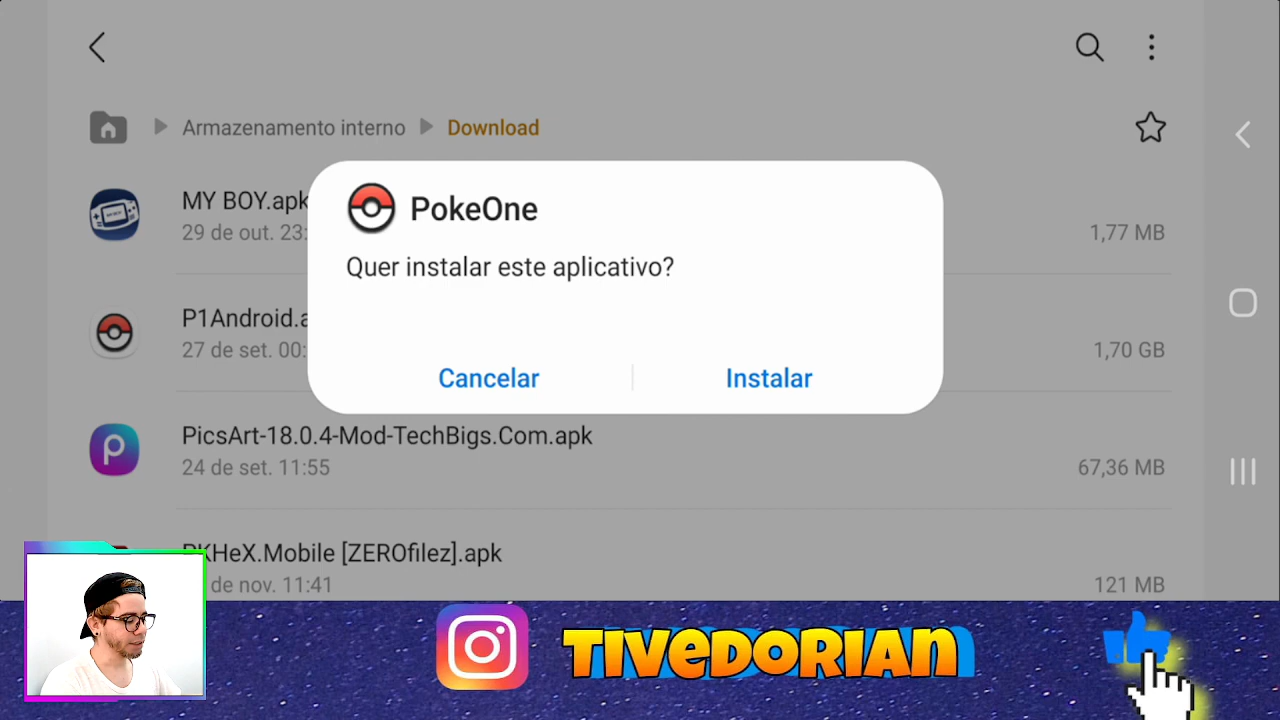 Armazenamento interno Download
MY BOY.apk
29 de out. 23:
1,77 MB
PokeOne
Quer instalar este aplicativo?
Cancelar
Instalar
P1Android.a
27 de set. 00:
1,70 GB
PicsArt-18.0.4-Mod-TechBigs.Com.apk
24 de set. 11:55
67,36 MB
PKHeX.Mobile [ZEROfilez].apk
de nov. 11:41
121 MB
TIVEDORIAN